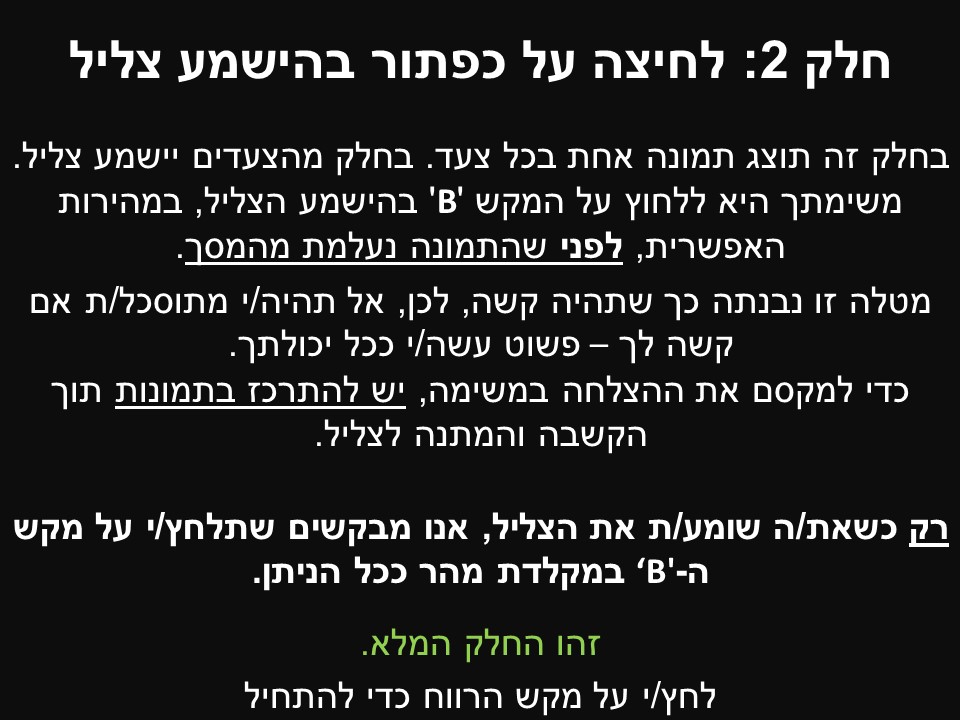 חלק 2: לחיצה על כפתור בהישמע צליל
בחלק זה תוצג תמונה אחת בכל צעד. בחלק מהצעדים יישמע צליל.
משימתך היא ללחוץ על המקש 'B' בהישמע הצליל, במהירות
האפשרית, לפני שהתמונה נעלמת מהמסך.
מטלה זו נבנתה כך שתהיה קשה, לכן, אל תהיה/י מתוסכל/ת אם
קשה לך – פשוט עשה/י ככל יכולתך.
כדי למקסם את ההצלחה במשימה, יש להתרכז בתמונות תוך
הקשבה והמתנה לצליל.
רק כשאת/ה שומע/ת את הצליל, אנו מבקשים שתלחץ/י על מקש
ה-'B‘ במקלדת מהר ככל הניתן.
זהו החלק המלא.
לחץ/י על מקש הרווח כדי להתחיל